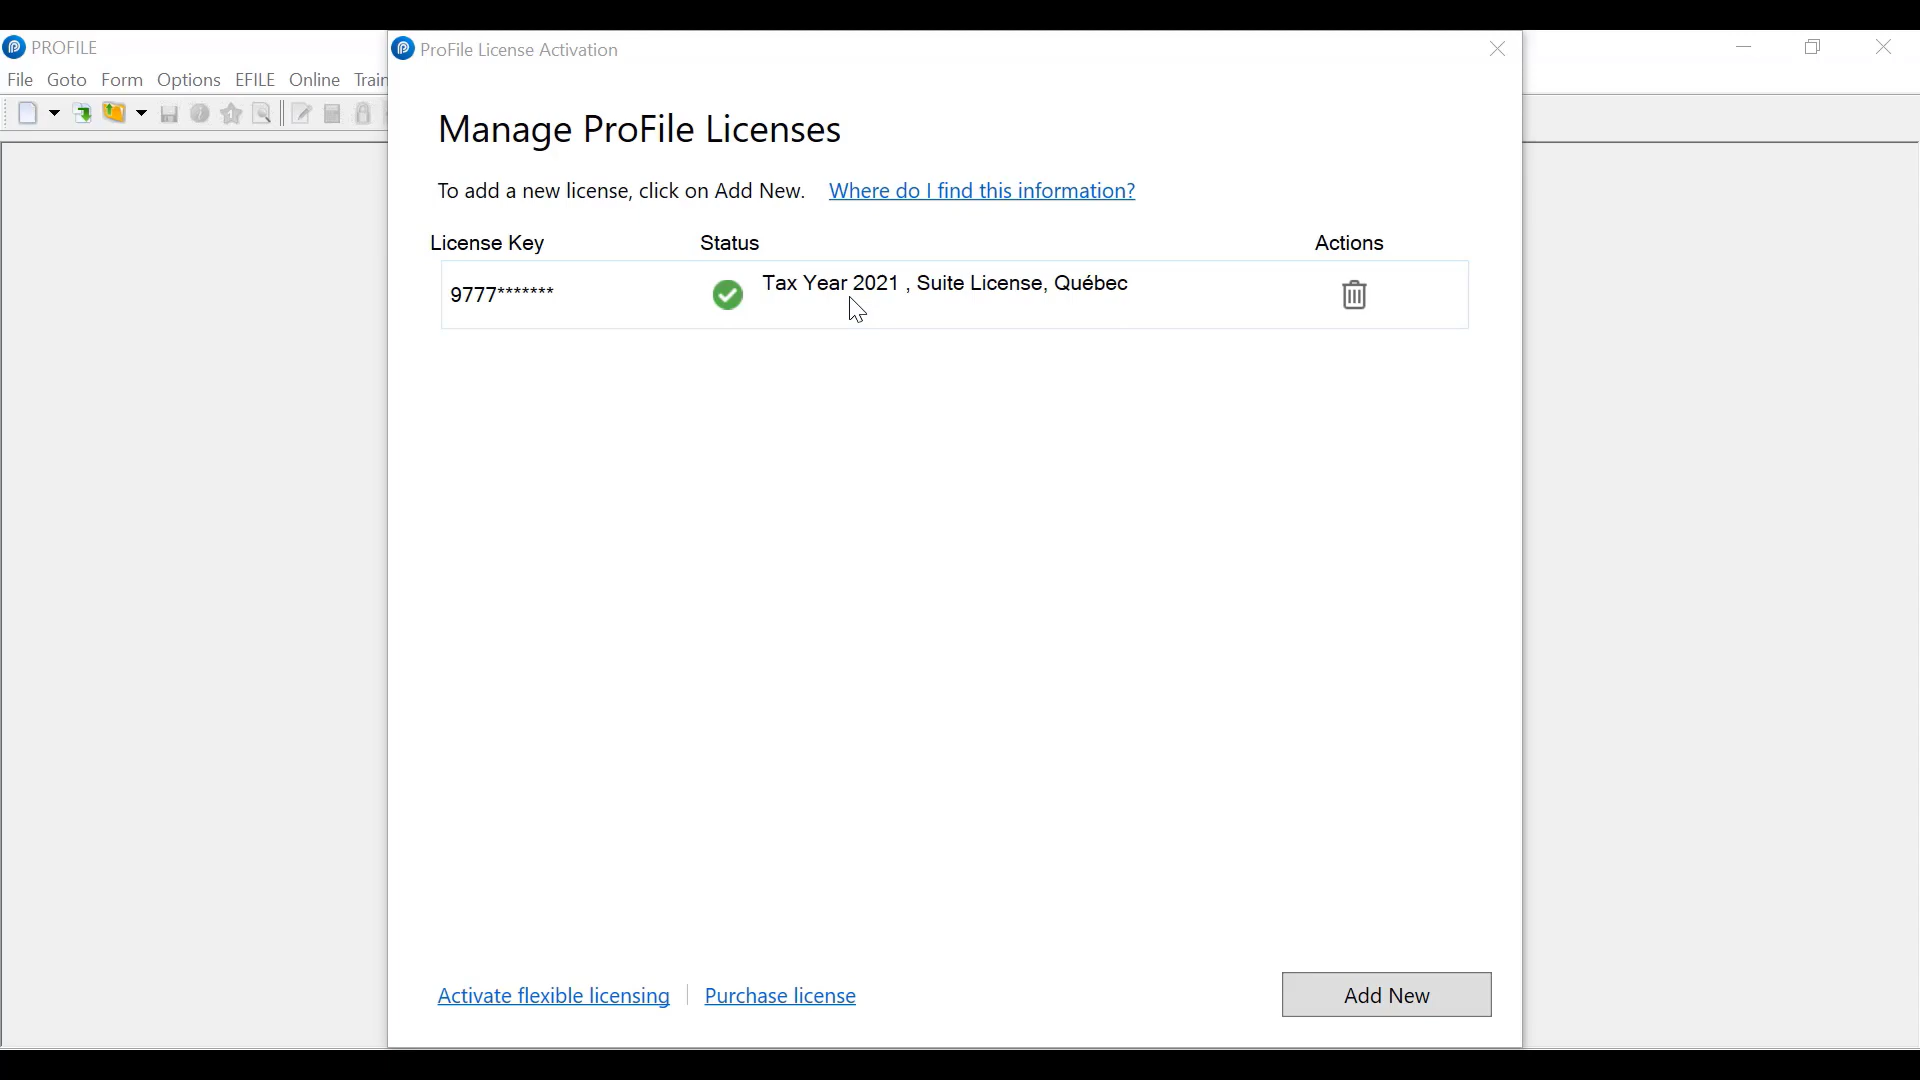 PROFILE
ProFile License Activation
File Goto Form Options EFILE Online Train
Manage ProFile Licenses
To add a new license, click on Add New. Where do I find this information?
License Key Status Actions
9777******* Tax Year 2021 , Suite License, Québec
Activate flexible licensing Purchase license Add New